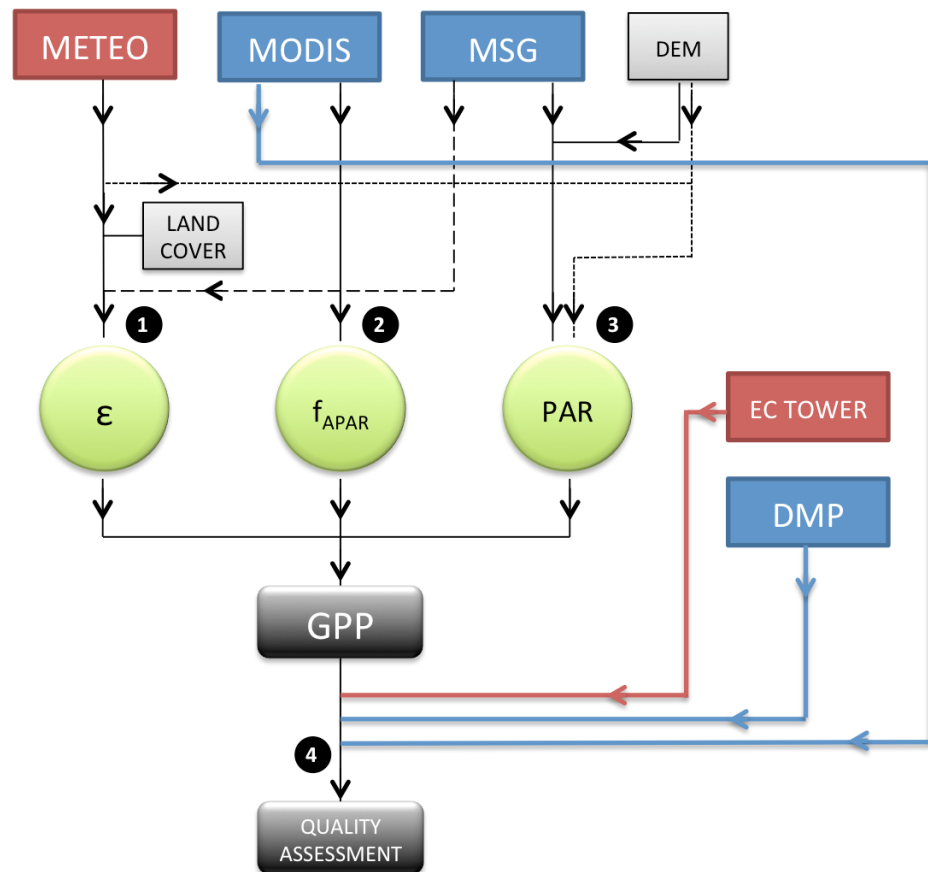 METEO
MODIS
MSG
DEM
LAND
COVER
1
2
3
ε
fAPAR
PAR
EC TOWER
DMP
GPP
4
QUALITY
ASSESSMENT